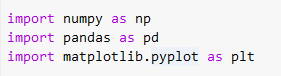 import numpy as np
import pandas as pd
import matplotlib.pyplot as plt